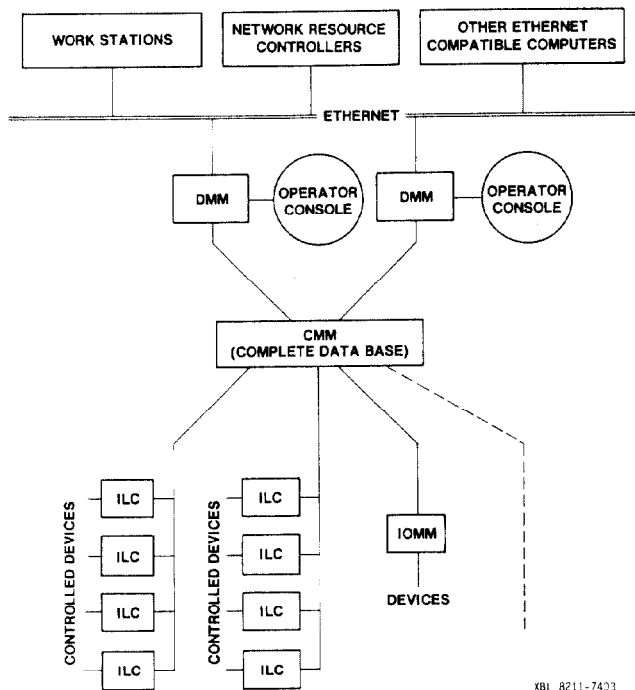 WORK STATIONS
NETWORK RESOURCE
CONTROLLERS
OTHER ETHERNET
COMPATIBLE COMPUTERS
ETHERNET
DMM
OPERATOR
CONSOLE
DMM
OPERATOR
CONSOLE
CMM
(COMPLETE DATA BASE)
CONTROLLED DEVICES
ILC
ILC
ILC
ILC
CONTROLLED DEVICES
ILC
ILC
ILC
ILC
IOMM
DEVICES
XBL 8211-7403